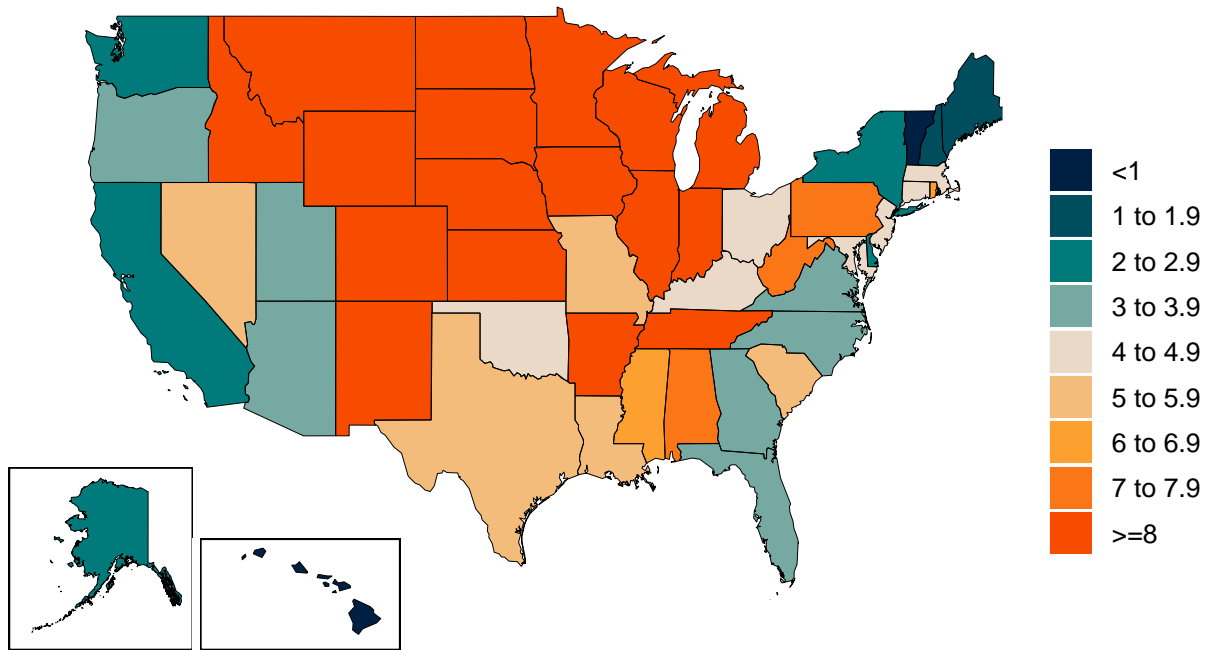 <1
1 to 1.9
2 to 2.9
3 to 3.9
4 to 4.9
5 to 5.9
6 to 6.9
7 to 7.9
>=8